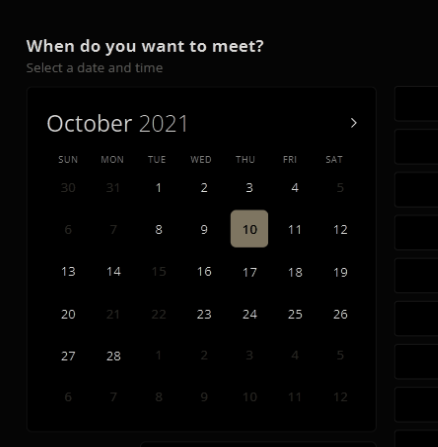 When do you want to meet?
Select a date and time
October 2021 >
SUN MON TUE WED THU FRI SAT
30 31 1 2 3 4 5
6 7 8 9 10 11 12
13 14 15 16 17 18 19
20 21 22 23 24 25 26
27 28 1 2 3 4 5
6 7 8 9 10 11 12